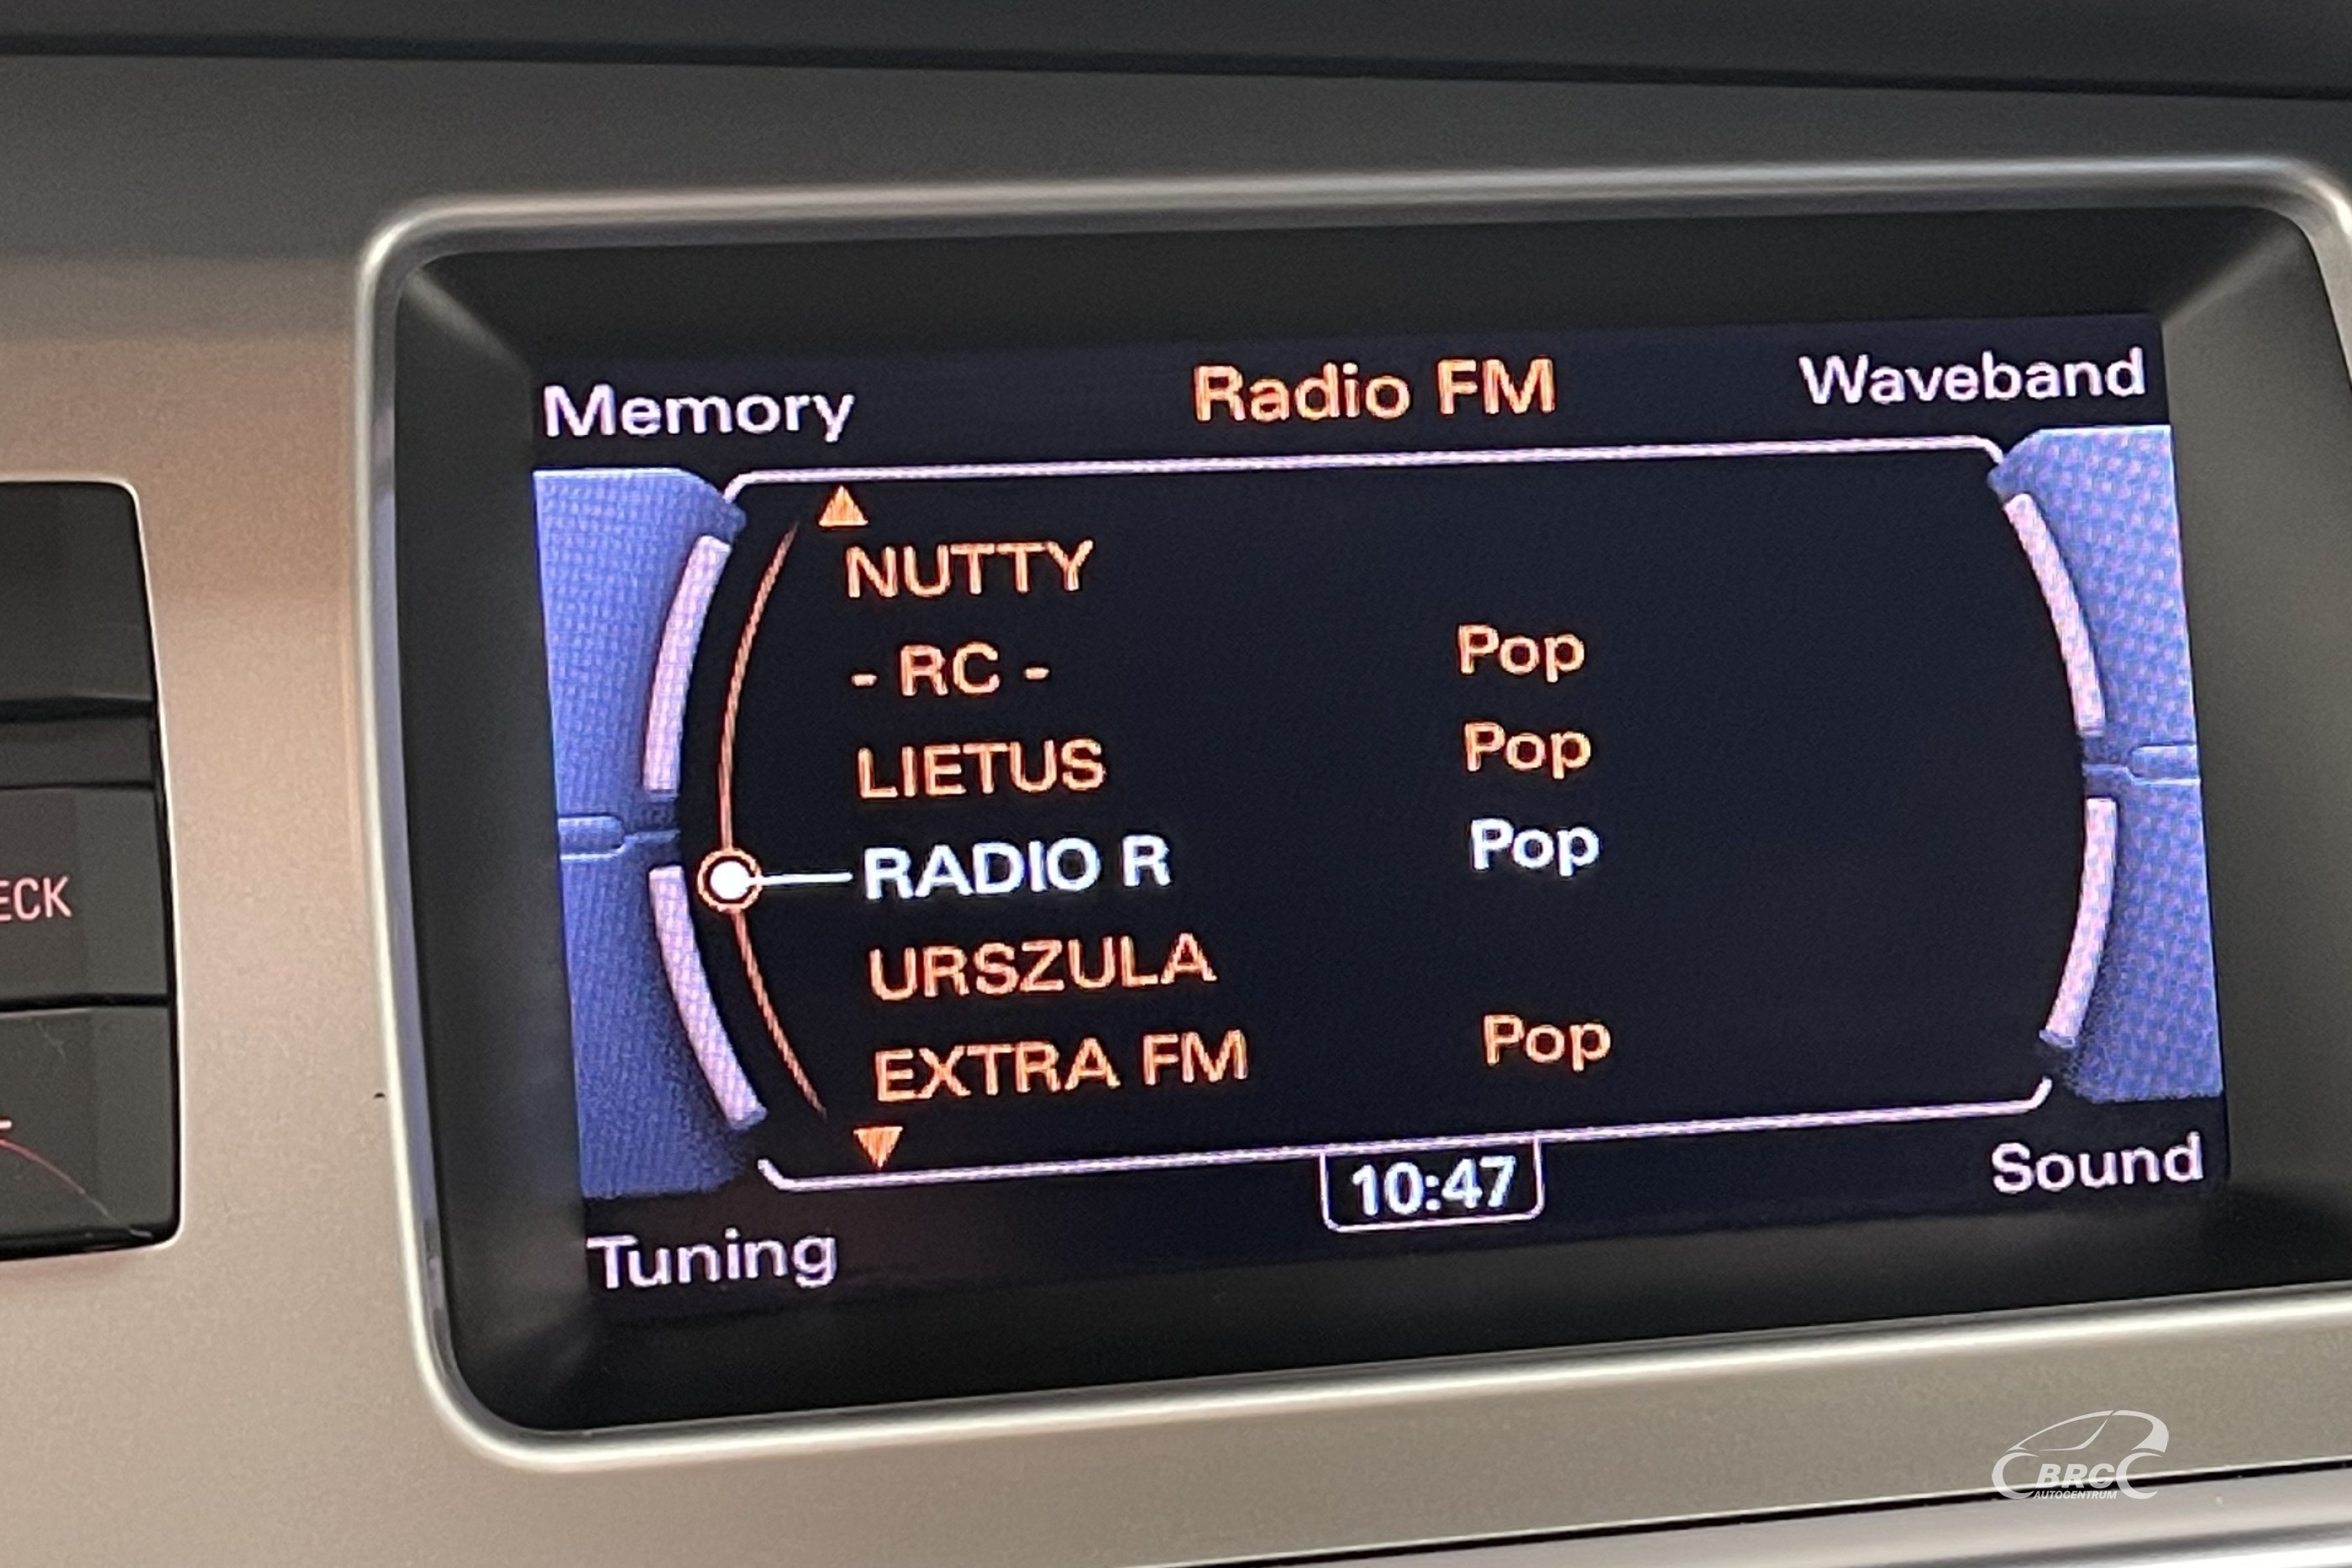 Memory Radio FM Waveband
NUTTY
- RC - Pop
LIETUS Pop
ECK
RADIO R Pop
URSZULA
EXTRA FM Pop
10:47
Sound
Tuning
BRC
AUTOCENTRUM